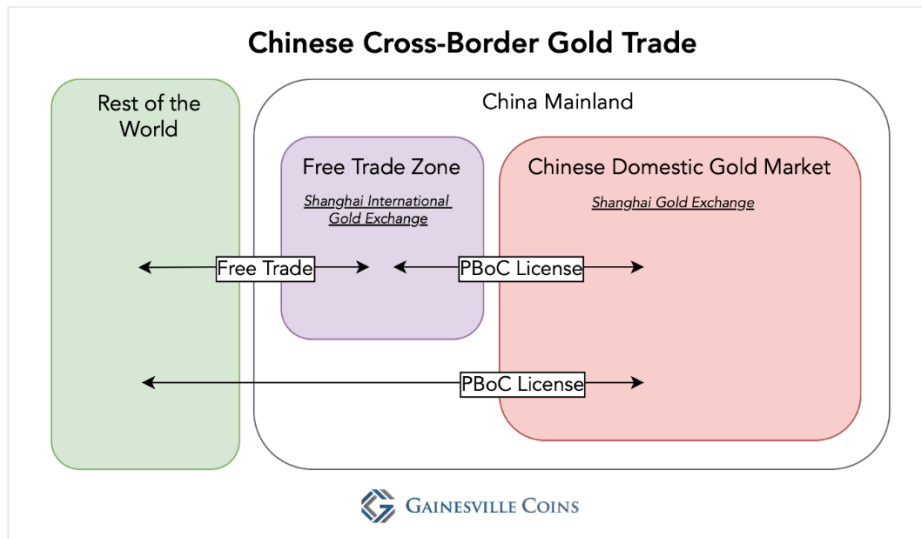 Chinese Cross-Border Gold Trade
Rest of the
World
China Mainland
Free Trade Zone
Shanghai International
Gold Exchange
Chinese Domestic Gold Market
Shanghai Gold Exchange
Free Trade
PBoC License
PBoC License
GAINESVILLE COINS